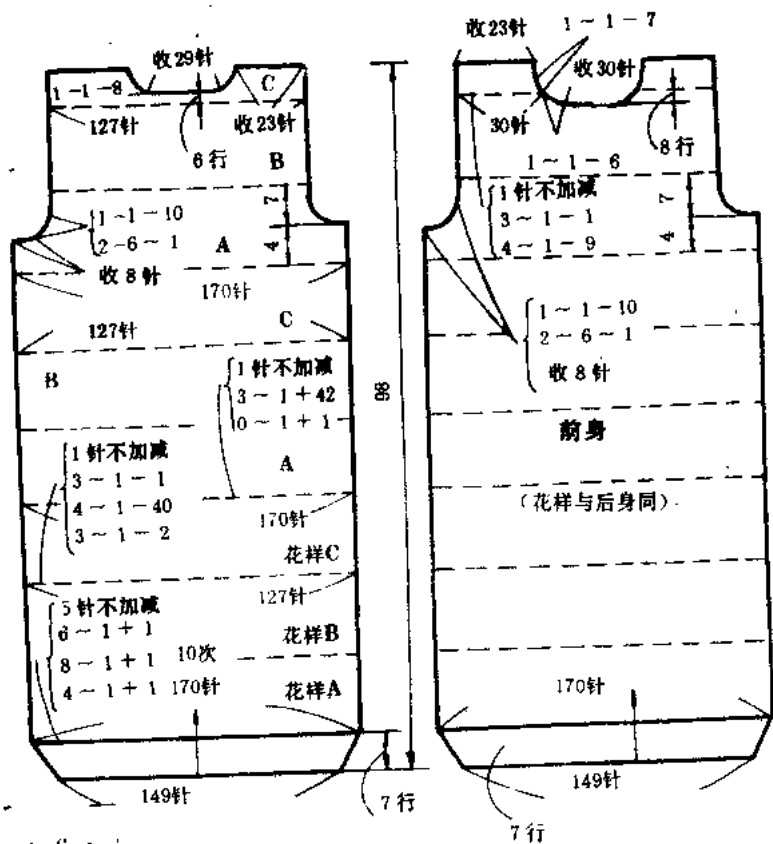 收29针
1-1-8
C
127针
收23针
6行
B
1~1-10
2-6~1
7
4
A
收8针
170针
127针
C
B
1针不加减
3~1+42
0~1+1
A
1针不加减
3~1-1
4~1-40
3~1-2
170针
花样C
127针
5针不加减
6~1+1
8~1+1 10次
4~1+1
170针
花样B
花样A
149针
7行
98
收23针
1~1-7
收30针
30针
8行
1~1-6
1针不加减
3~1-1
4~1-9
7
4
1~1-10
2~6~1
收8针
前身
(花样与后身同)
170针
149针
7行